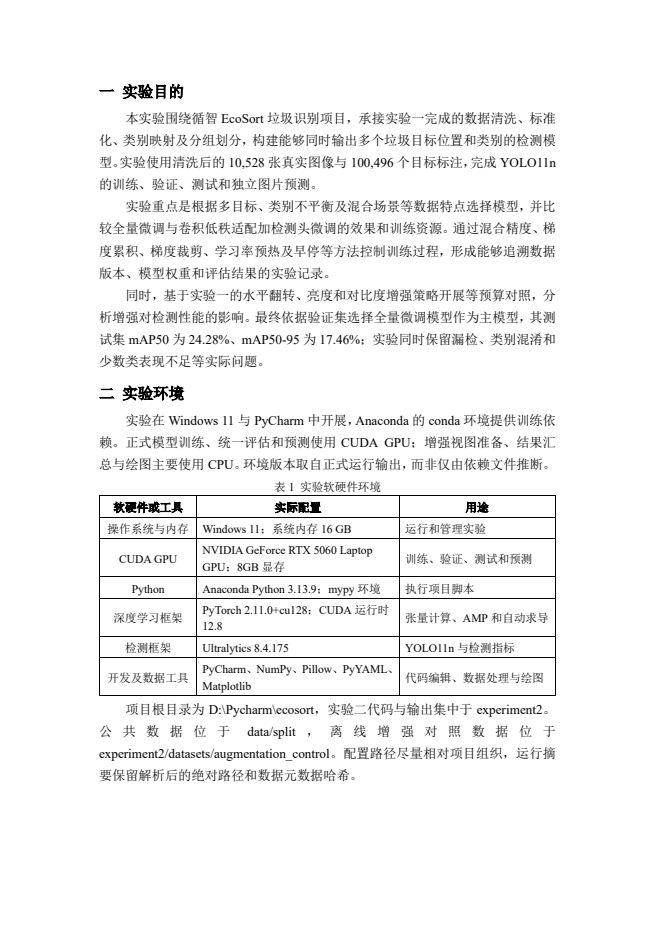 一 实验目的
本实验围绕循智 EcoSort 垃圾识别项目，承接实验一完成的数据清洗、标准
化、类别映射及分组划分，构建能够同时输出多个垃圾目标位置和类别的检测模
型。实验使用清洗后的 10,528 张真实图像与 100,496 个目标标注，完成 YOLO11n
的训练、验证、测试和独立图片预测。
实验重点是根据多目标、类别不平衡及混合场景等数据特点选择模型，并比
较全量微调与卷积低秩适配加检测头微调的效果和训练资源。通过混合精度、梯
度累积、梯度裁剪、学习率预热及早停等方法控制训练过程，形成能够追溯数据
版本、模型权重和评估结果的实验记录。
同时，基于实验一的水平翻转、亮度和对比度增强策略开展等预算对照，分
析增强对检测性能的影响。最终依据验证集选择全量微调模型作为主模型，其测
试集 mAP50 为 24.28%、mAP50-95 为 17.46%；实验同时保留漏检、类别混淆和
少数类表现不足等实际问题。
二 实验环境
实验在 Windows 11 与 PyCharm 中开展，Anaconda 的 conda 环境提供训练依
赖。正式模型训练、统一评估和预测使用 CUDA GPU；增强视图准备、结果汇
总与绘图主要使用 CPU。环境版本取自正式运行输出，而非仅由依赖文件推断。
表 1 实验软硬件环境
软硬件或工具 实际配置 用途
操作系统与内存 Windows 11；系统内存 16 GB 运行和管理实验
CUDA GPU NVIDIA GeForce RTX 5060 Laptop
GPU；8GB 显存 训练、验证、测试和预测
Python Anaconda Python 3.13.9；mypy 环境 执行项目脚本
深度学习框架 PyTorch 2.11.0+cu128；CUDA 运行时
12.8 张量计算、AMP 和自动求导
检测框架 Ultralytics 8.4.175 YOLO11n 与检测指标
开发及数据工具 PyCharm、NumPy、Pillow、PyYAML、
Matplotlib 代码编辑、数据处理与绘图
项目根目录为 D:\Pycharm\ecosort，实验二代码与输出集中于 experiment2。
公共数据位于 data/split ，离线增强对照数据位于
experiment2/datasets/augmentation_control。配置路径尽量相对项目组织，运行摘
要保留解析后的绝对路径和数据元数据哈希。